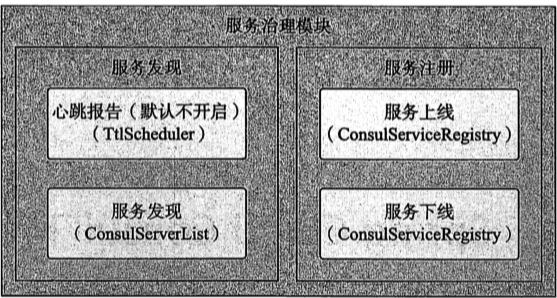 服务治理模块
服务发现
心跳报告（默认不开启）
（TtlScheduler）
服务发现
（ConsulServerList）
服务注册
服务上线
（ConsulServiceRegistry）
服务下线
（ConsulServiceRegistry）